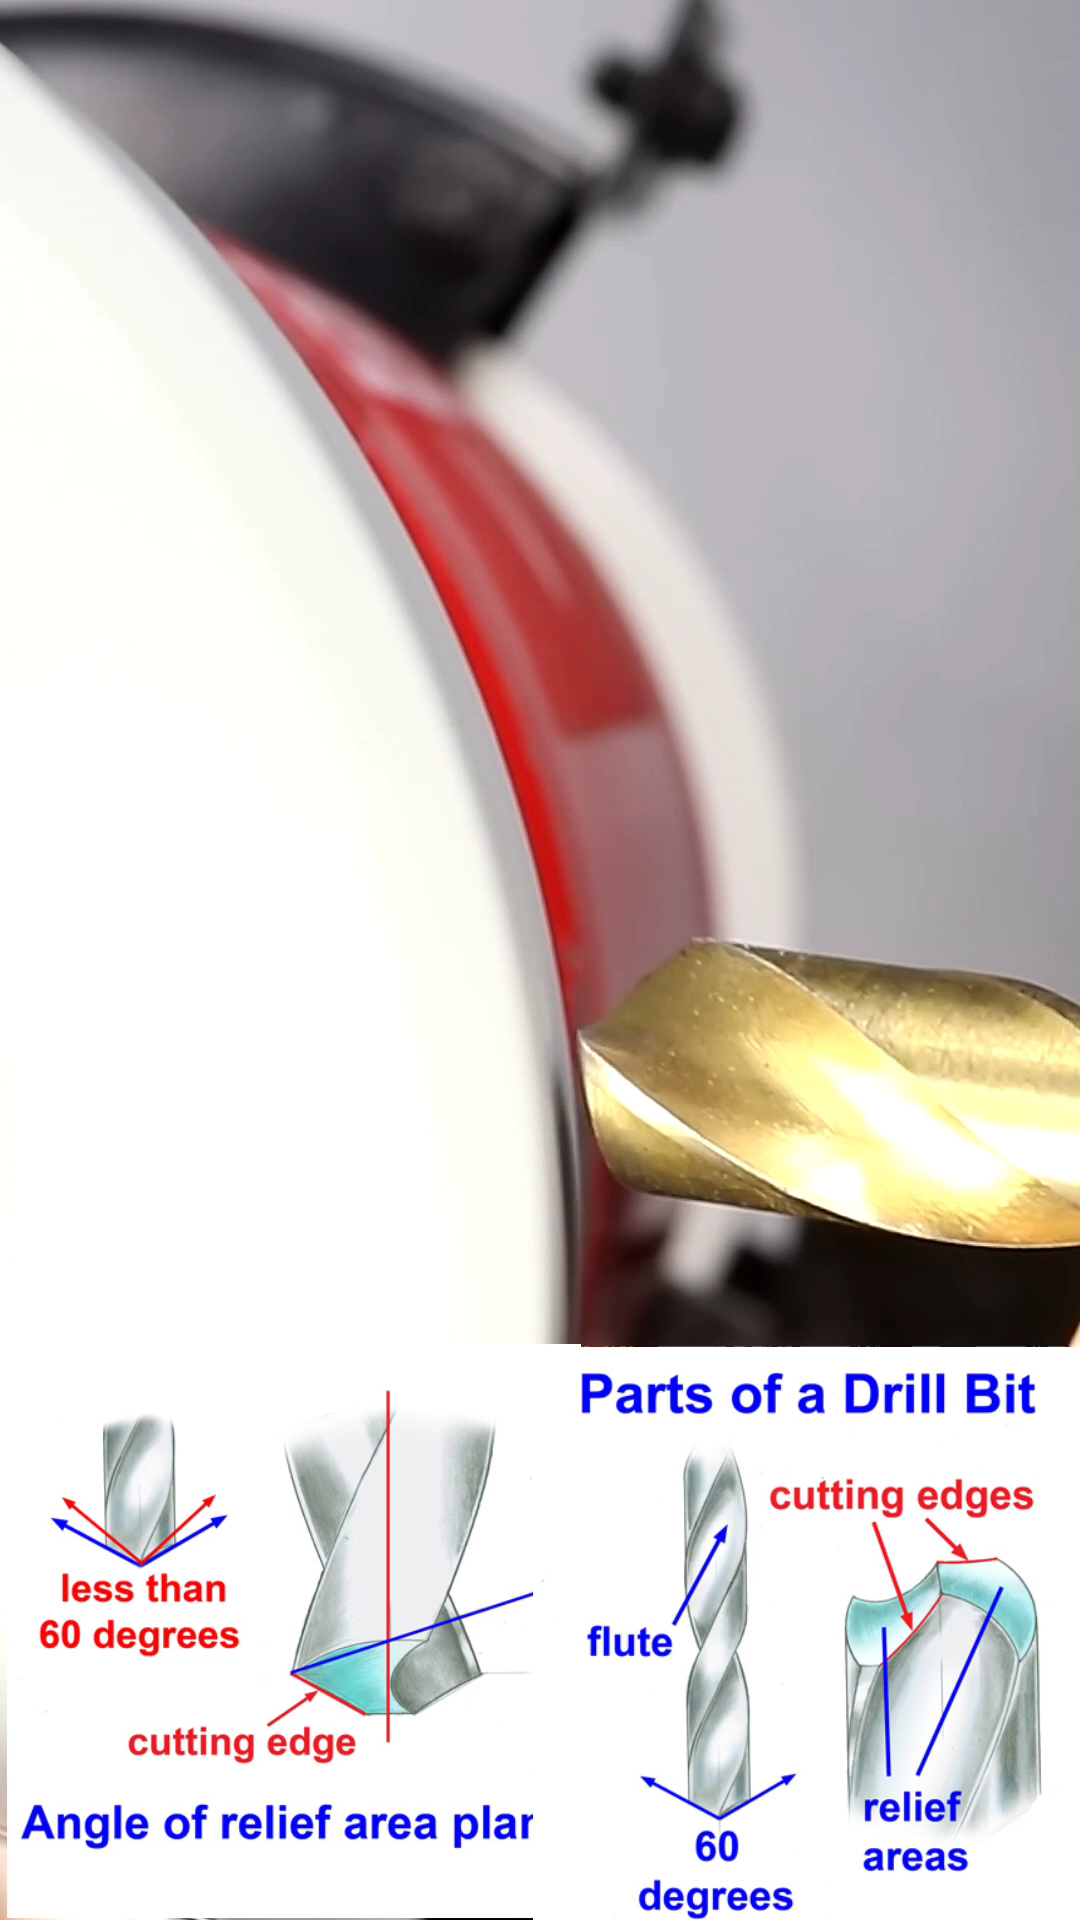 less than
60 degrees
cutting edge
Angle of relief area
Parts of a Drill Bit
cutting edges
flute
relief
areas
60
degrees